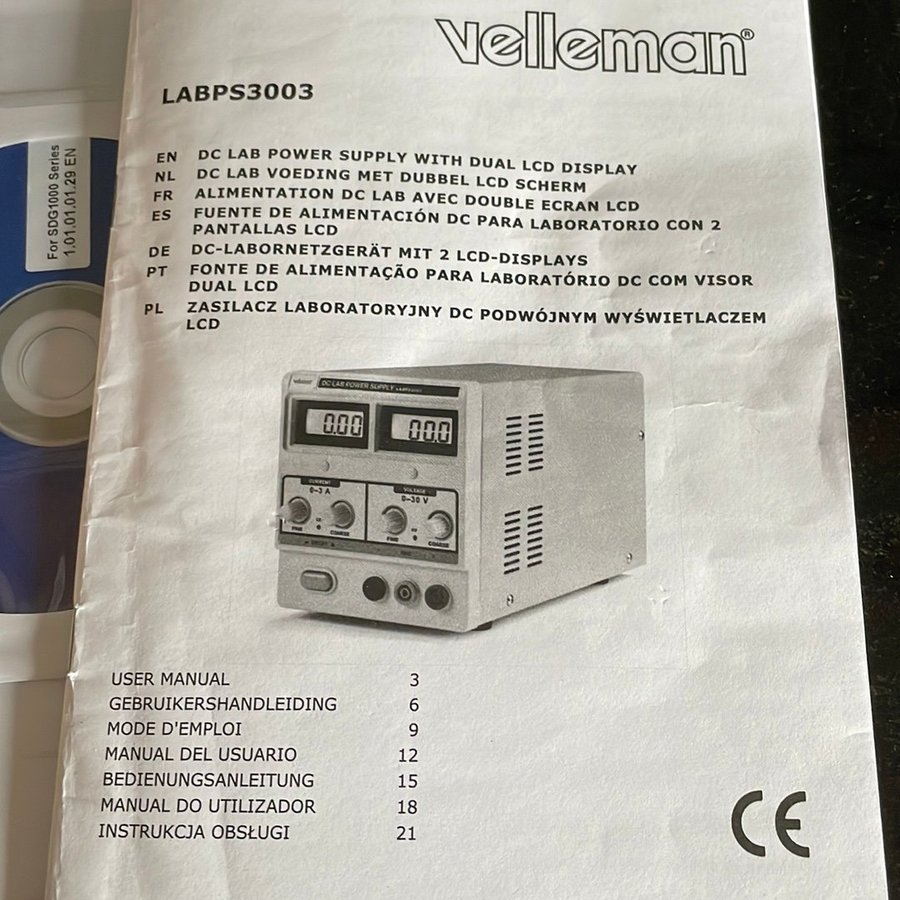 velleman®
LABPS3003
EN DC LAB POWER SUPPLY WITH DUAL LCD DISPLAY
NL DC LAB VOEDING MET DUBBEL LCD SCHERM
FR ALIMENTATION DC LAB AVEC DOUBLE ECRAN LCD
ES FUENTE DE ALIMENTACIÓN DC PARA LABORATORIO CON 2
PANTALLAS LCD
DE DC-LABORNETZGERÄT MIT 2 LCD-DISPLAYS
PT FONTE DE ALIMENTAÇÃO PARA LABORATÓRIO DC COM VISOR
DUAL LCD
PL ZASILACZ LABORATORYJNY DC PODWÓJNYM WYŚWIETLACZEM
LCD
For SDG1000 Series
1.01.01.01.29 EN
velleman
DC LAB POWER SUPPLY LABPS3003
0.00
00.0
CURRENT
0-3 A
VOLTAGE
0-30 V
FINE
COARSE
FINE
COARSE
USER MANUAL 3
GEBRUIKERSHANDLEIDING 6
MODE D'EMPLOI 9
MANUAL DEL USUARIO 12
BEDIENUNGSANLEITUNG 15
MANUAL DO UTILIZADOR 18
INSTRUKCJA OBSŁUGI 21
CE